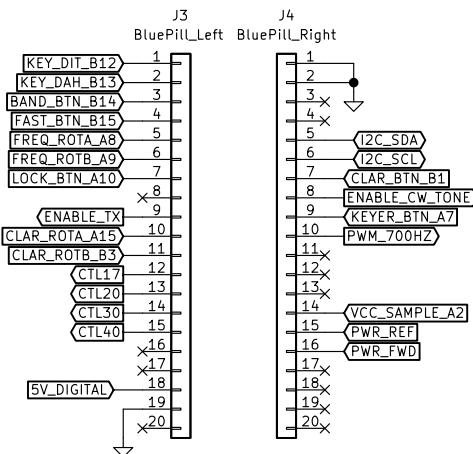 J3 J4
BluePill_Left BluePill_Right
KEY_DIT_B12 1 1
KEY_DAH_B13 2 2
BAND_BTN_B14 3 3
FAST_BTN_B15 4 4
FREQ_ROTA_A8 5 5 I2C_SDA
FREQ_ROTB_A9 6 6 I2C_SCL
LOCK_BTN_A10 7 7 CLAR_BTN_B1
8 8 ENABLE_CW_TONE
ENABLE_TX 9 9 KEYER_BTN_A7
CLAR_ROTA_A15 10 10 PWM_700HZ
CLAR_ROTB_B3 11 11
CTL17 12 12
CTL20 13 13
CTL30 14 14 VCC_SAMPLE_A2
CTL40 15 15 PWR_REF
16 16 PWR_FWD
17 17
5V_DIGITAL 18 18
19 19
20 20